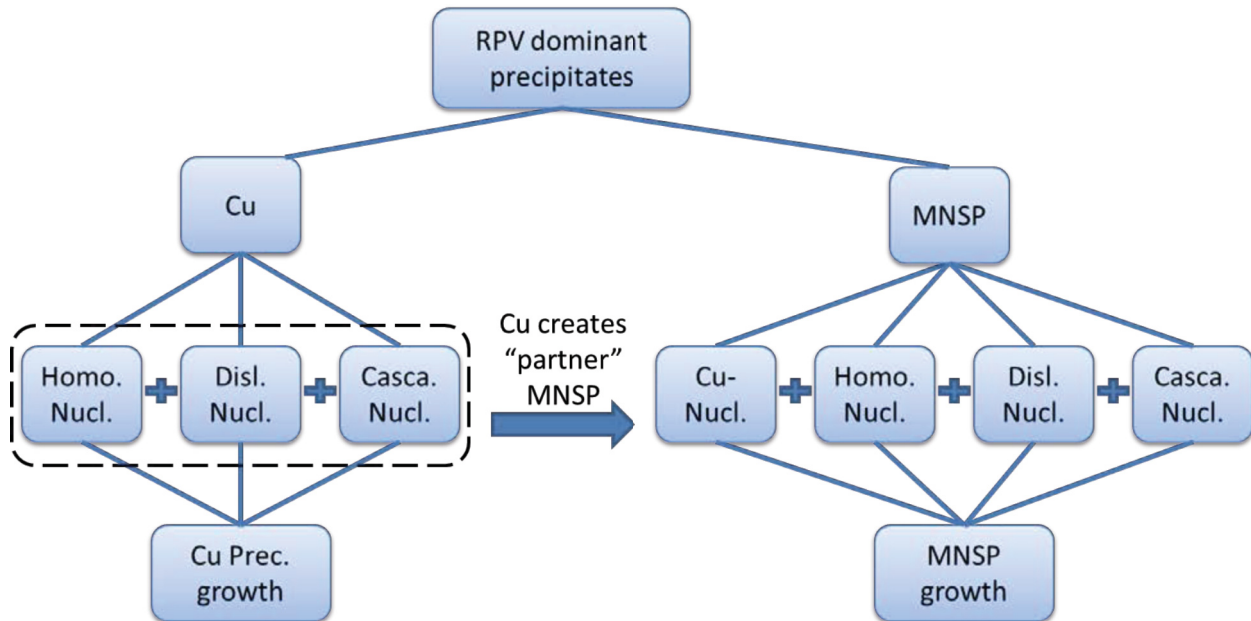 RPV dominant
precipitates
Cu
MNSP
Homo.
Nucl.
Disl.
Nucl.
Casca.
Nucl.
Cu creates
“partner”
MNSP
Cu-
Nucl.
Homo.
Nucl.
Disl.
Nucl.
Casca.
Nucl.
Cu Prec.
growth
MNSP
growth